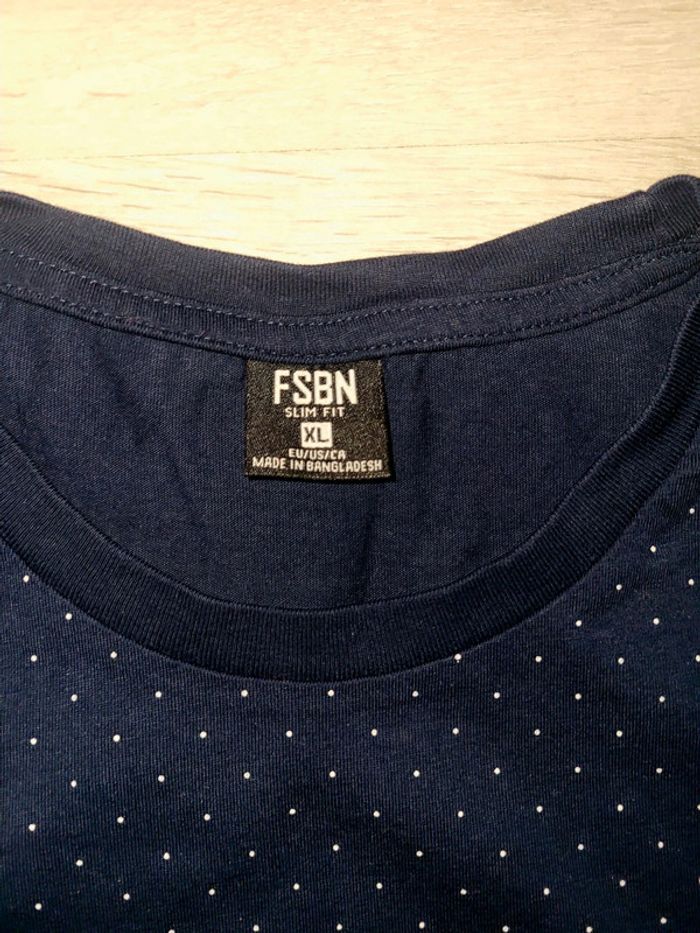 FSBN
SLIM FIT
XL
EU/US/CA
MADE IN BANGLADESH